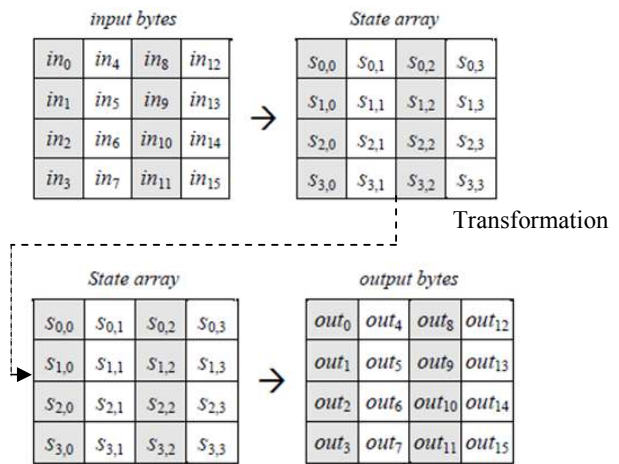 input bytes
in0 in4 in8 in12
in1 in5 in9 in13
in2 in6 in10 in14
in3 in7 in11 in15
→
State array
s0,0 s0,1 s0,2 s0,3
s1,0 s1,1 s1,2 s1,3
s2,0 s2,1 s2,2 s2,3
s3,0 s3,1 s3,2 s3,3
Transformation
State array
s0,0 s0,1 s0,2 s0,3
s1,0 s1,1 s1,2 s1,3
s2,0 s2,1 s2,2 s2,3
s3,0 s3,1 s3,2 s3,3
→
output bytes
out0 out4 out8 out12
out1 out5 out9 out13
out2 out6 out10 out14
out3 out7 out11 out15